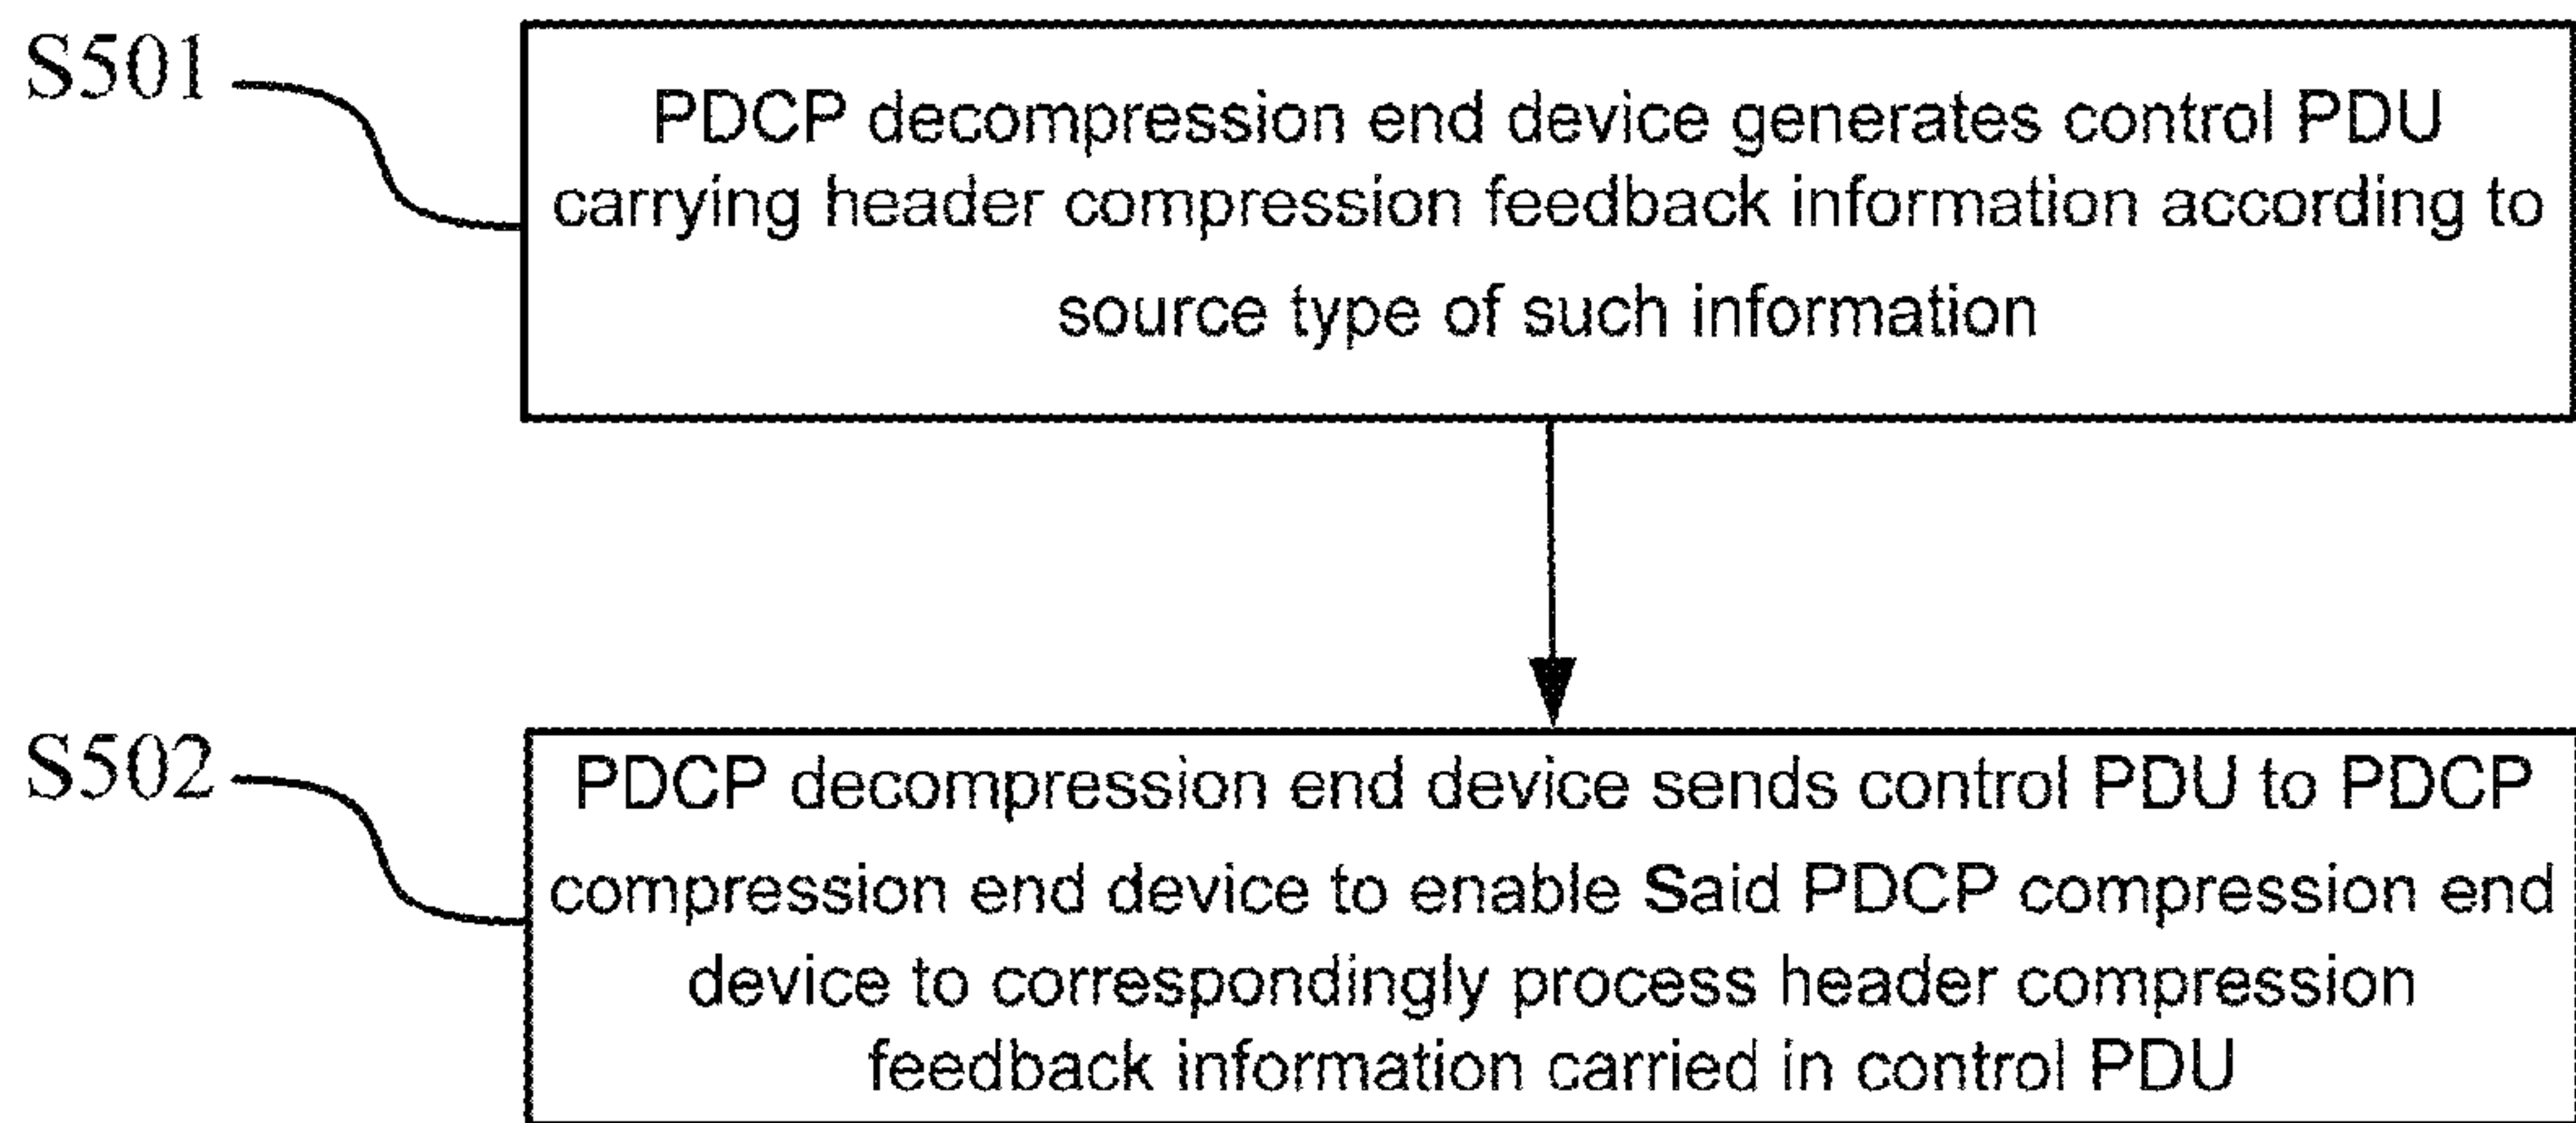 S501
PDCP decompression end device generates control PDU
carrying header compression feedback information according to
source type of such information
S502
PDCP decompression end device sends control PDU to PDCP
compression end device to enable Said PDCP compression end
device to correspondingly process header compression
feedback information carried in control PDU